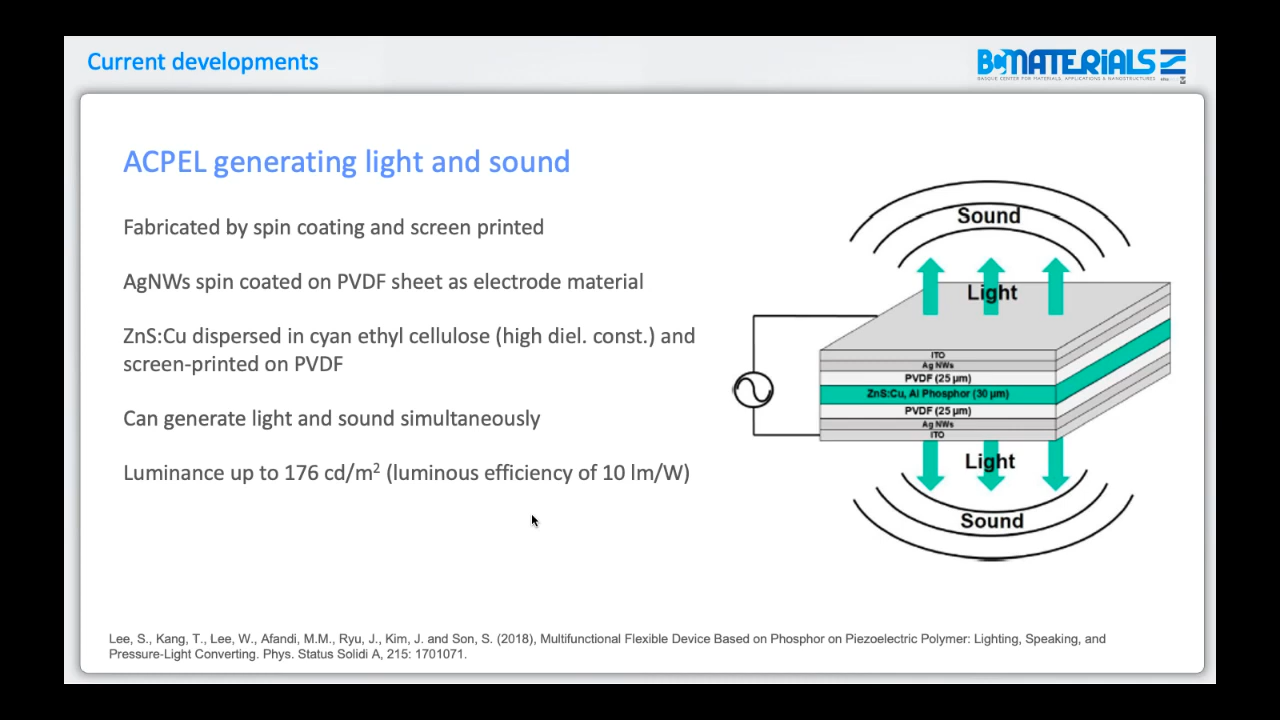 Current developments
BCMATERiALS
BASQUE CENTER FOR MATERIALS, APPLICATIONS & NANOSTRUCTURES
ACPEL generating light and sound
Fabricated by spin coating and screen printed
AgNWs spin coated on PVDF sheet as electrode material
ZnS:Cu dispersed in cyan ethyl cellulose (high diel. const.) and
screen-printed on PVDF
Can generate light and sound simultaneously
Luminance up to 176 cd/m² (luminous efficiency of 10 lm/W)
Sound
Light
ITO
Ag NWs
PVDF (25 μm)
ZnS:Cu, Al Phosphor (30 μm)
PVDF (25 μm)
Ag NWs
ITO
Light
Sound
Lee, S., Kang, T., Lee, W., Afandi, M.M., Ryu, J., Kim, J. and Son, S. (2018), Multifunctional Flexible Device Based on Phosphor on Piezoelectric Polymer: Lighting, Speaking, and
Pressure-Light Converting. Phys. Status Solidi A, 215: 1701071.